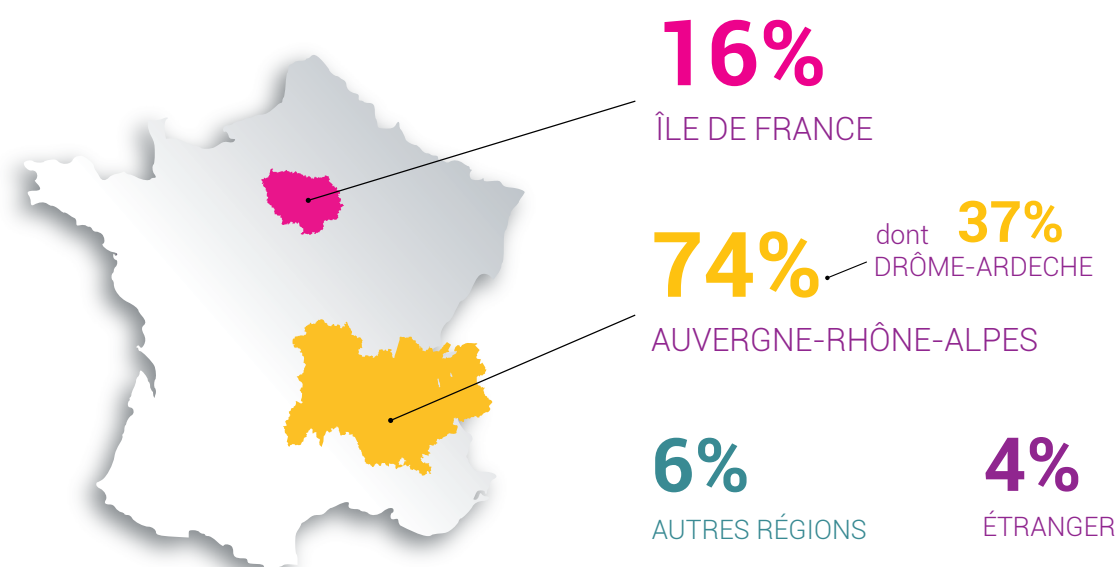 16%
ÎLE DE FRANCE
74%
dont 37%
DRÔME-ARDECHE
AUVERGNE-RHÔNE-ALPES
6%
AUTRES RÉGIONS
4%
ÉTRANGER